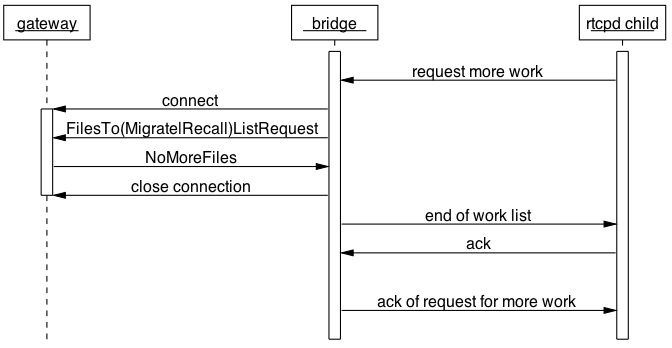 gateway
bridge
rtcpd child
request more work
connect
FilesTo(Migrate|Recall)ListRequest
NoMoreFiles
close connection
end of work list
ack
ack of request for more work